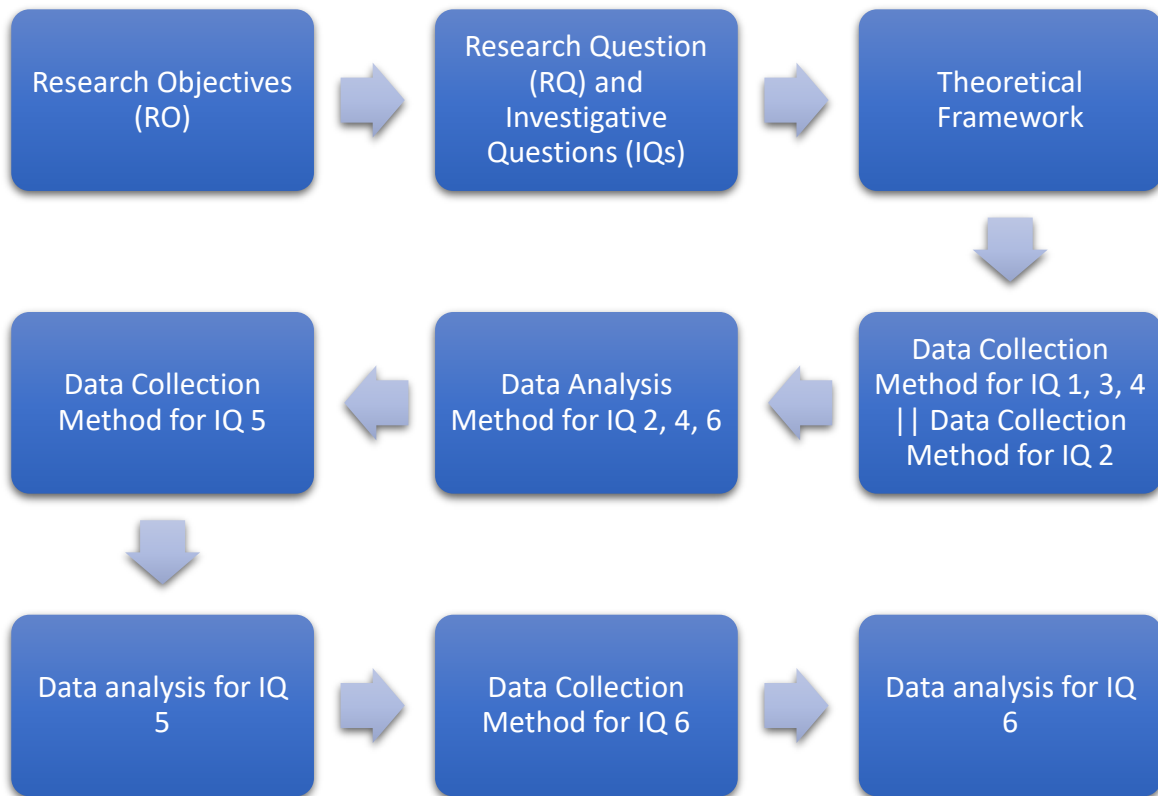 Research Objectives
(RO)
Research Question
(RQ) and
Investigative
Questions (IQs)
Theoretical
Framework
Data Collection
Method for IQ 1, 3, 4
|| Data Collection
Method for IQ 2
Data Analysis
Method for IQ 2, 4, 6
Data Collection
Method for IQ 5
Data analysis for IQ
5
Data Collection
Method for IQ 6
Data analysis for IQ
6